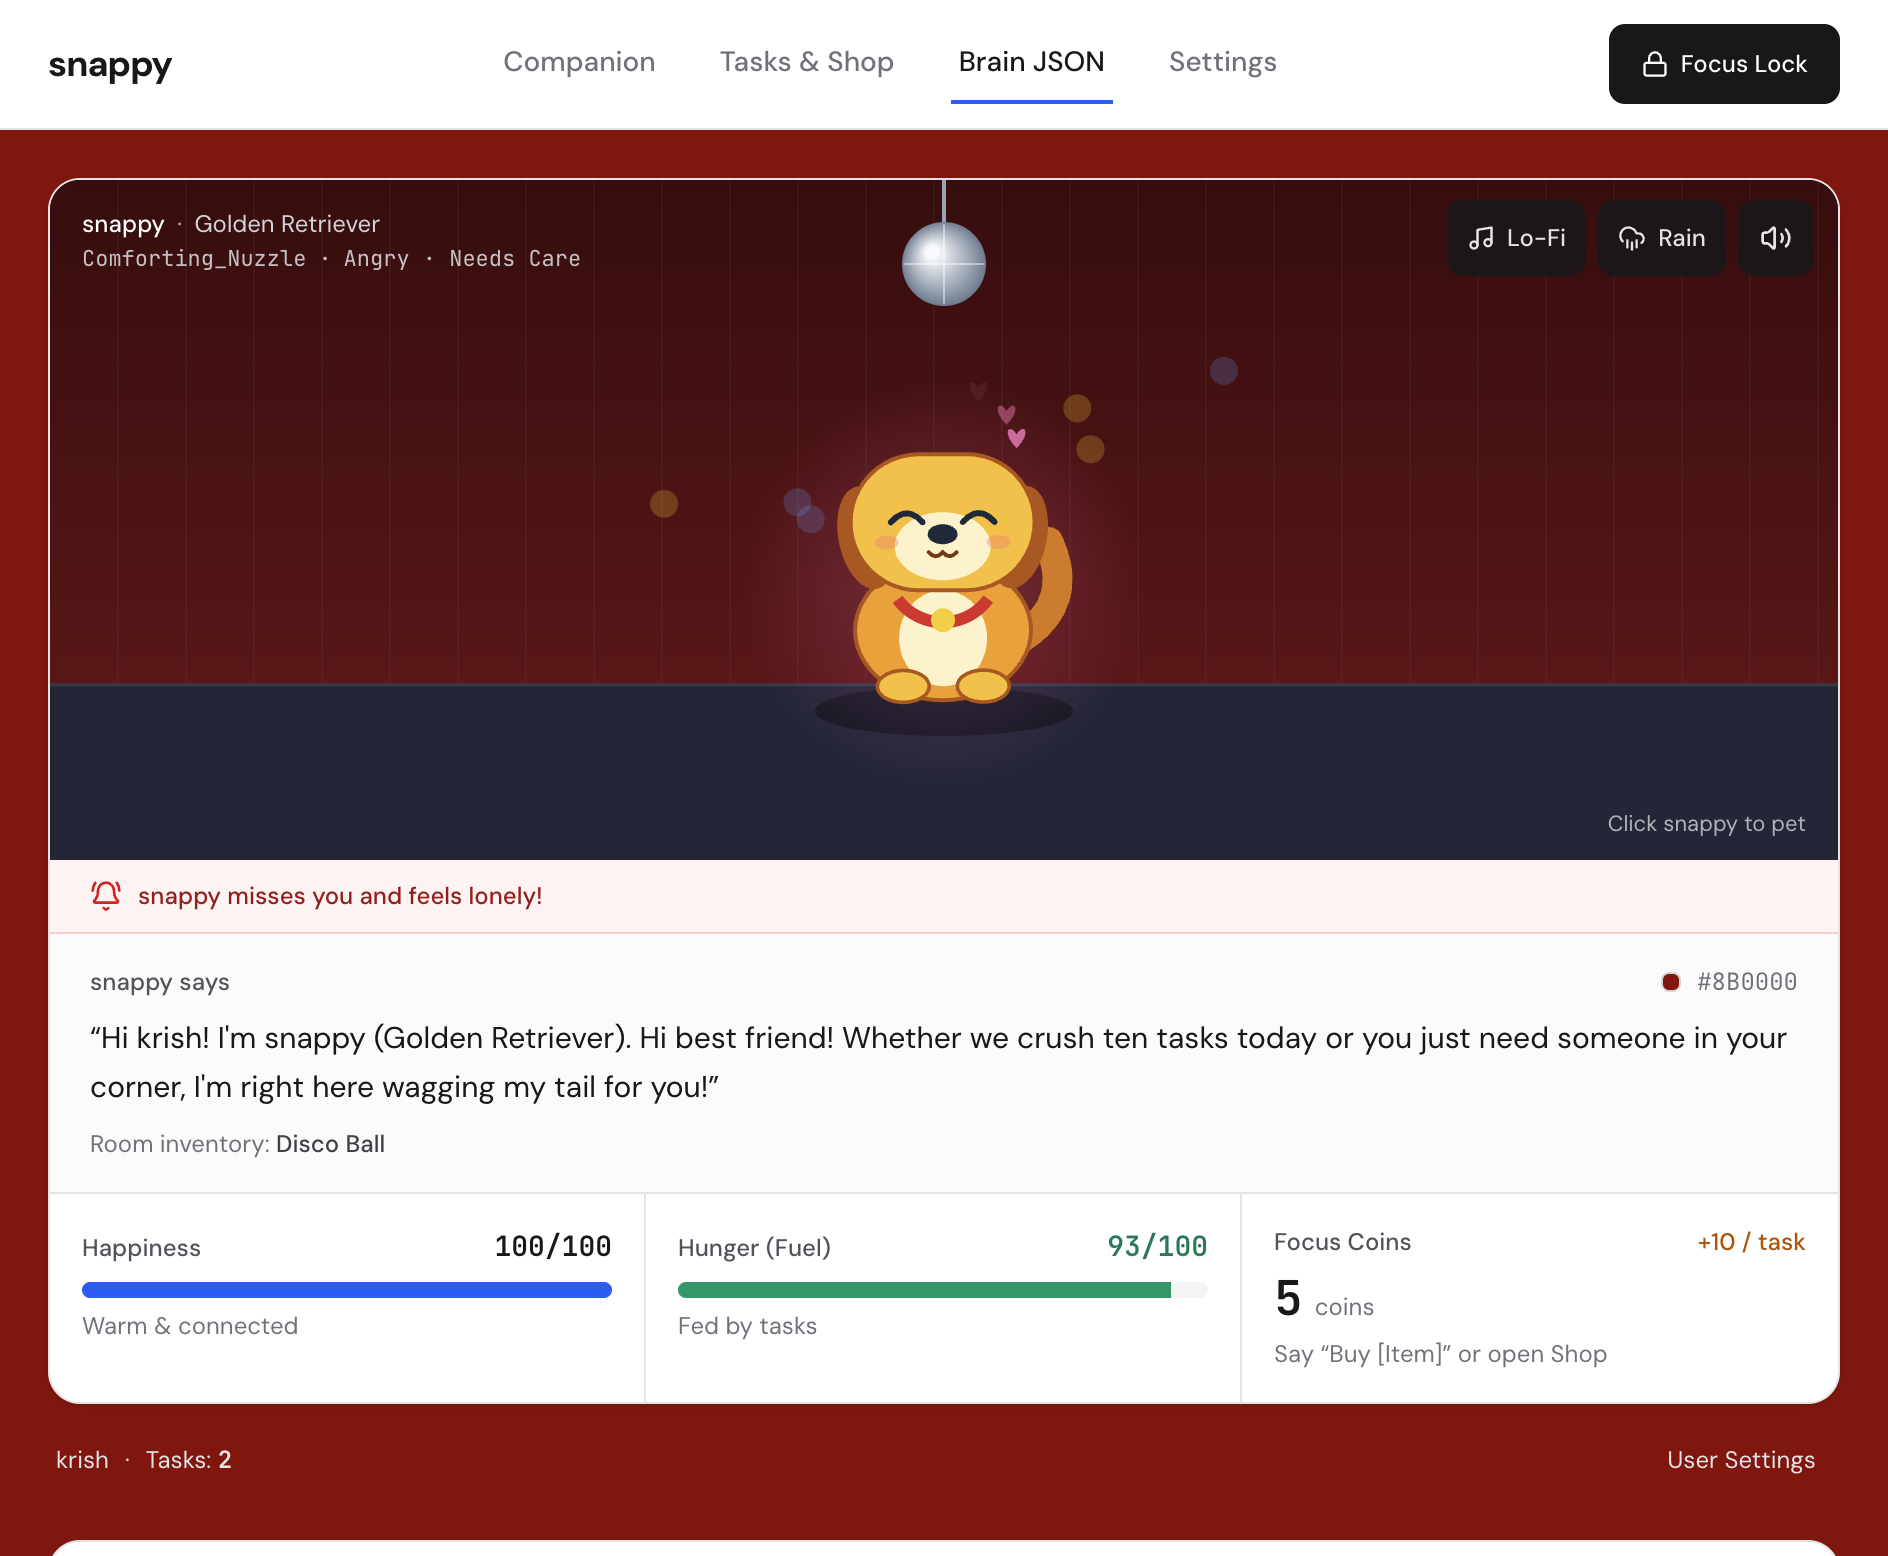 snappy
Companion
Tasks & Shop
Brain JSON
Settings
Focus Lock
snappy · Golden Retriever
Comforting_Nuzzle · Angry · Needs Care
Lo-Fi
Rain
Click snappy to pet
snappy misses you and feels lonely!
snappy says
#8B0000
“Hi krish! I'm snappy (Golden Retriever). Hi best friend! Whether we crush ten tasks today or you just need someone in your
corner, I'm right here wagging my tail for you!”
Room inventory: Disco Ball
Happiness
100/100
Warm & connected
Hunger (Fuel)
93/100
Fed by tasks
Focus Coins
+10 / task
5 coins
Say “Buy [Item]” or open Shop
krish · Tasks: 2
User Settings